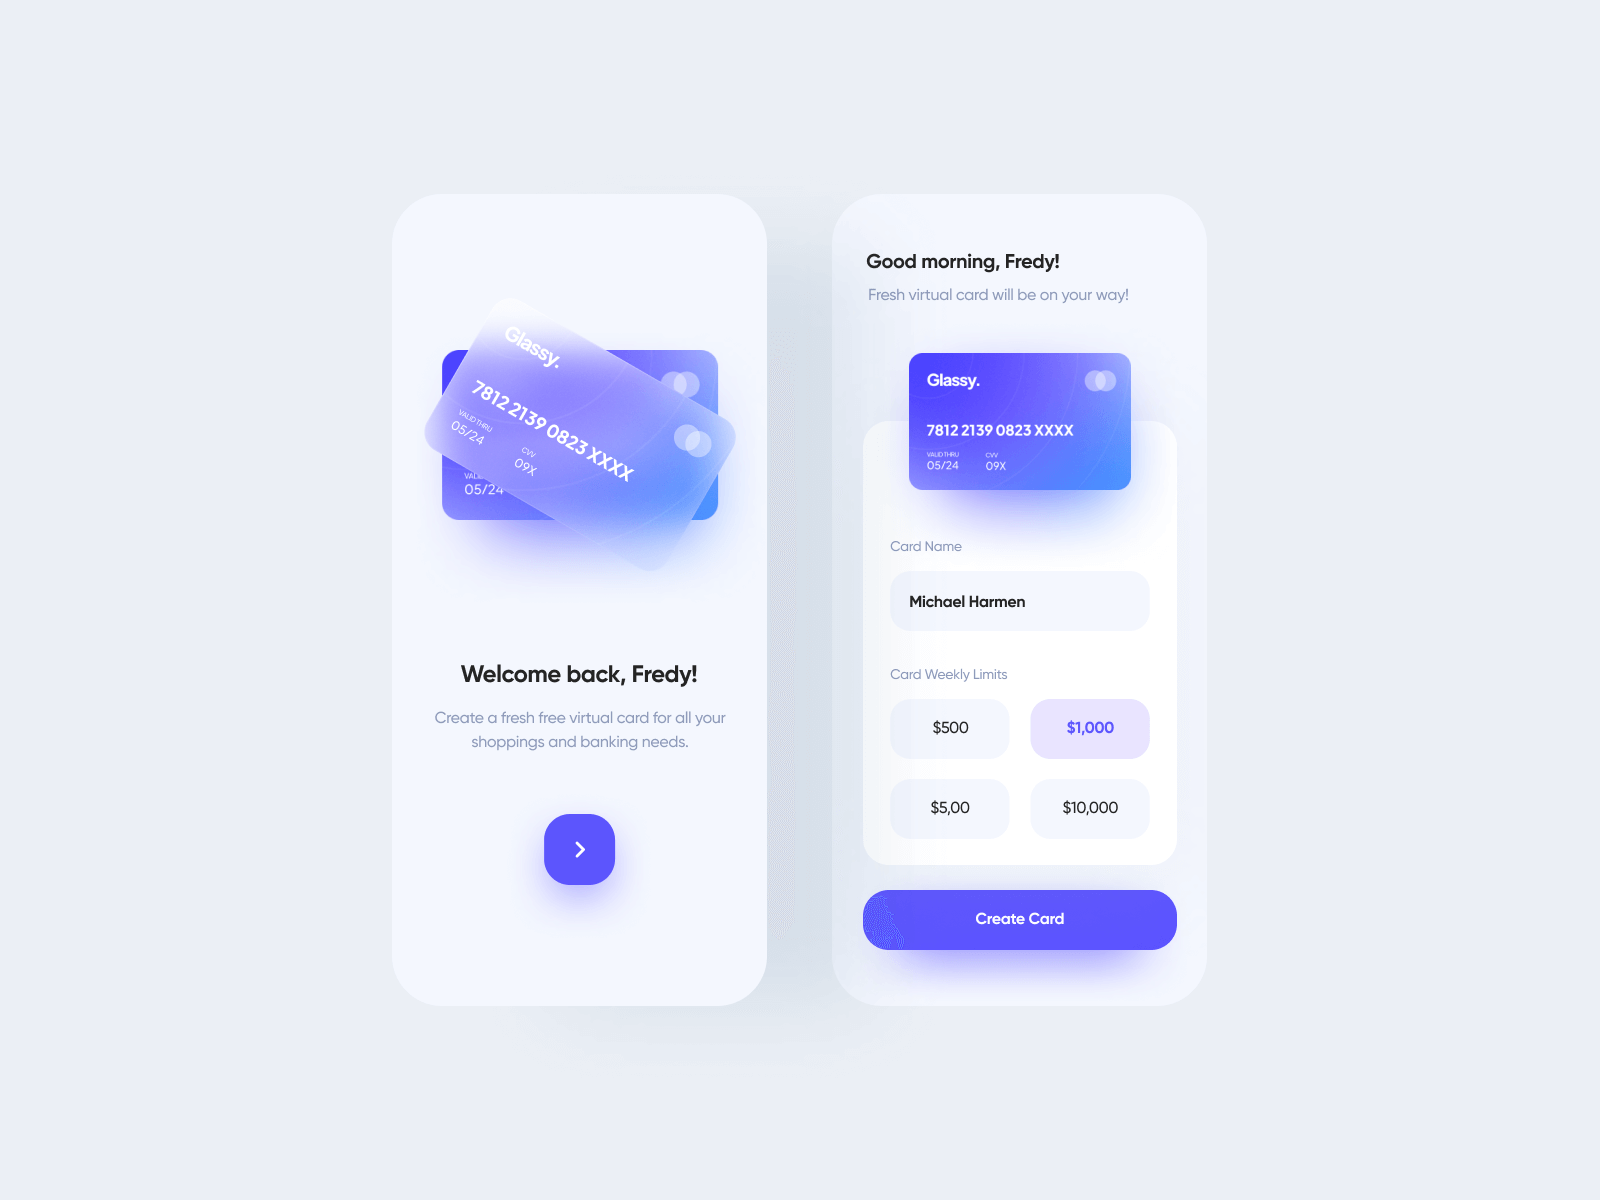 Glassy.
7812 2139 0823 XXXX
VALID THRU
05/24
CVV
09X
05/24
Welcome back, Fredy!
Create a fresh free virtual card for all your
shoppings and banking needs.
Good morning, Fredy!
Fresh virtual card will be on your way!
Glassy.
7812 2139 0823 XXXX
VALID THRU CVV
05/24 09X
Card Name
Michael Harmen
Card Weekly Limits
$500 $1,000
$5,00 $10,000
Create Card